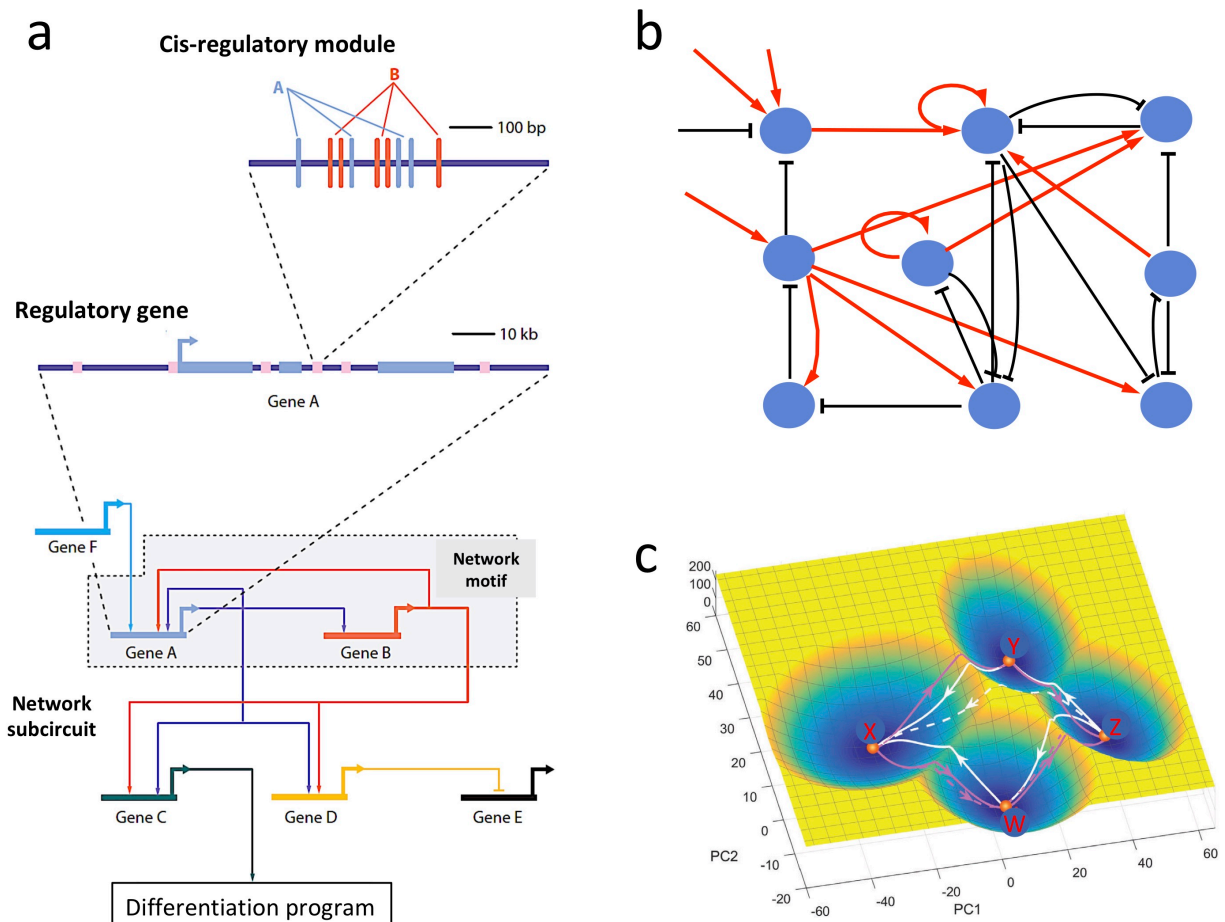 a
Cis-regulatory module
A
B
100 bp
Regulatory gene
10 kb
Gene A
Gene F
Network
motif
Gene A
Gene B
Network
subcircuit
Gene C
Gene D
Gene E
Differentiation program
b
c
200
100
0
60
50
40
30
20
10
0
-10
-20
PC2
-60
-40
-20
0
20
40
60
PC1
X
Y
Z
W